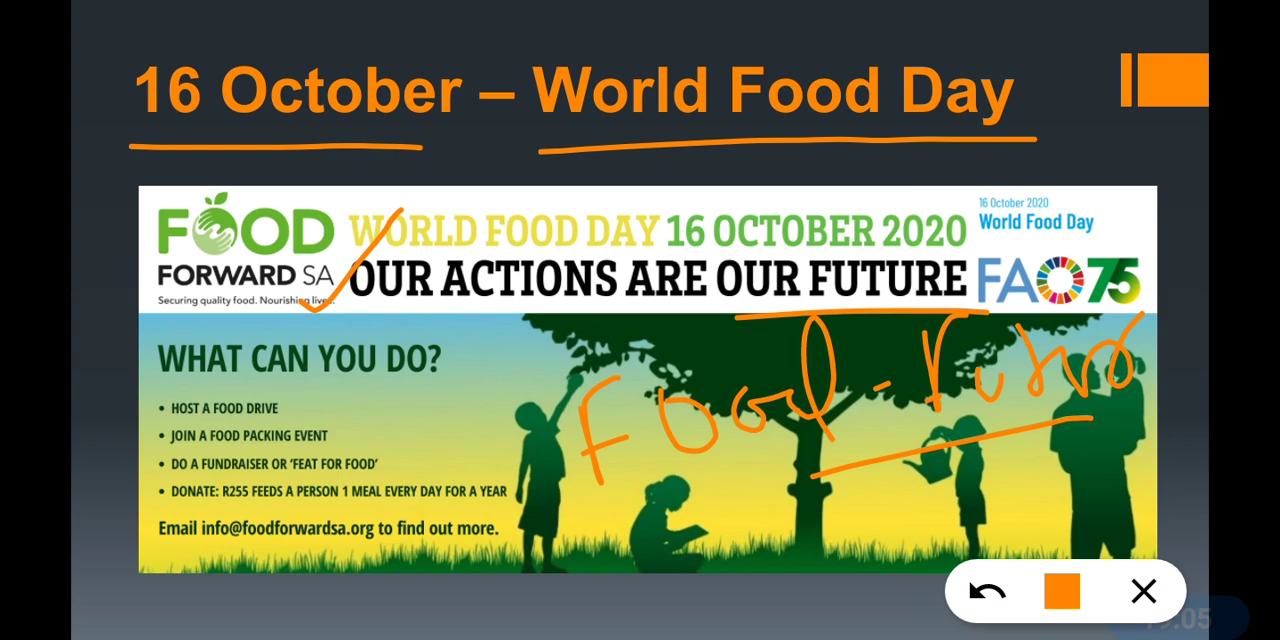 16 October – World Food Day
FOOD
FORWARD SA
Securing quality food. Nourishing lives.
WORLD FOOD DAY 16 OCTOBER 2020
OUR ACTIONS ARE OUR FUTURE
16 October 2020
World Food Day
FAO 75
WHAT CAN YOU DO?
• HOST A FOOD DRIVE
• JOIN A FOOD PACKING EVENT
• DO A FUNDRAISER OR 'FEAT FOR FOOD'
• DONATE: R255 FEEDS A PERSON 1 MEAL EVERY DAY FOR A YEAR
Email info@foodforwardsa.org to find out more.
Food -